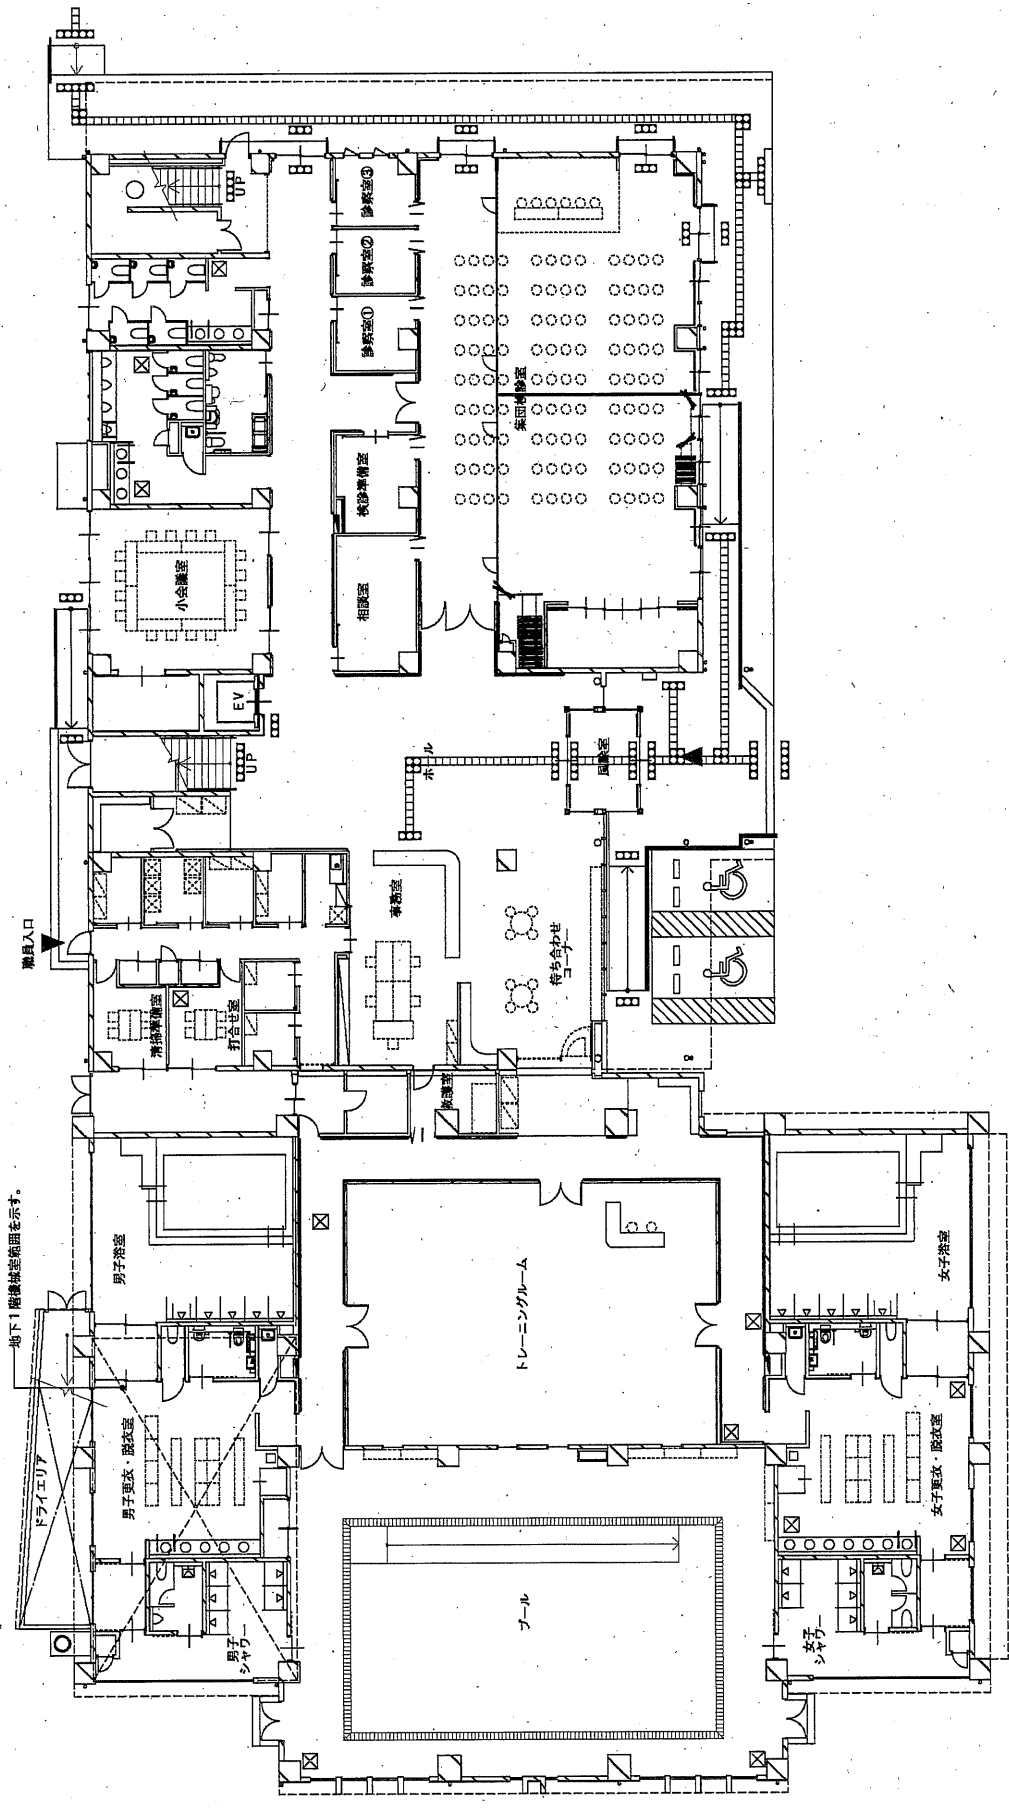 UP
診察室③
診察室②
診察室①
集団検診室
検診準備室
小会議室
相談室
EV
UP
ホール
風除室
職員入口
事務室
待ち合わせ
コーナー
清掃準備室
打合せ室
救護室
地下1階機械室範囲を示す。
男子浴室
女子浴室
トレーニングルーム
ドライエリア
男子更衣・脱衣室
女子更衣・脱衣室
プール
男子
シャワー
女子
シャワー